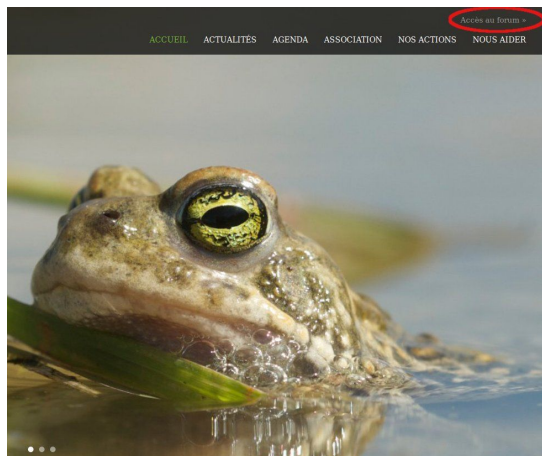 Accès au forum »
ACCUEIL ACTUALITÉS AGENDA ASSOCIATION NOS ACTIONS NOUS AIDER